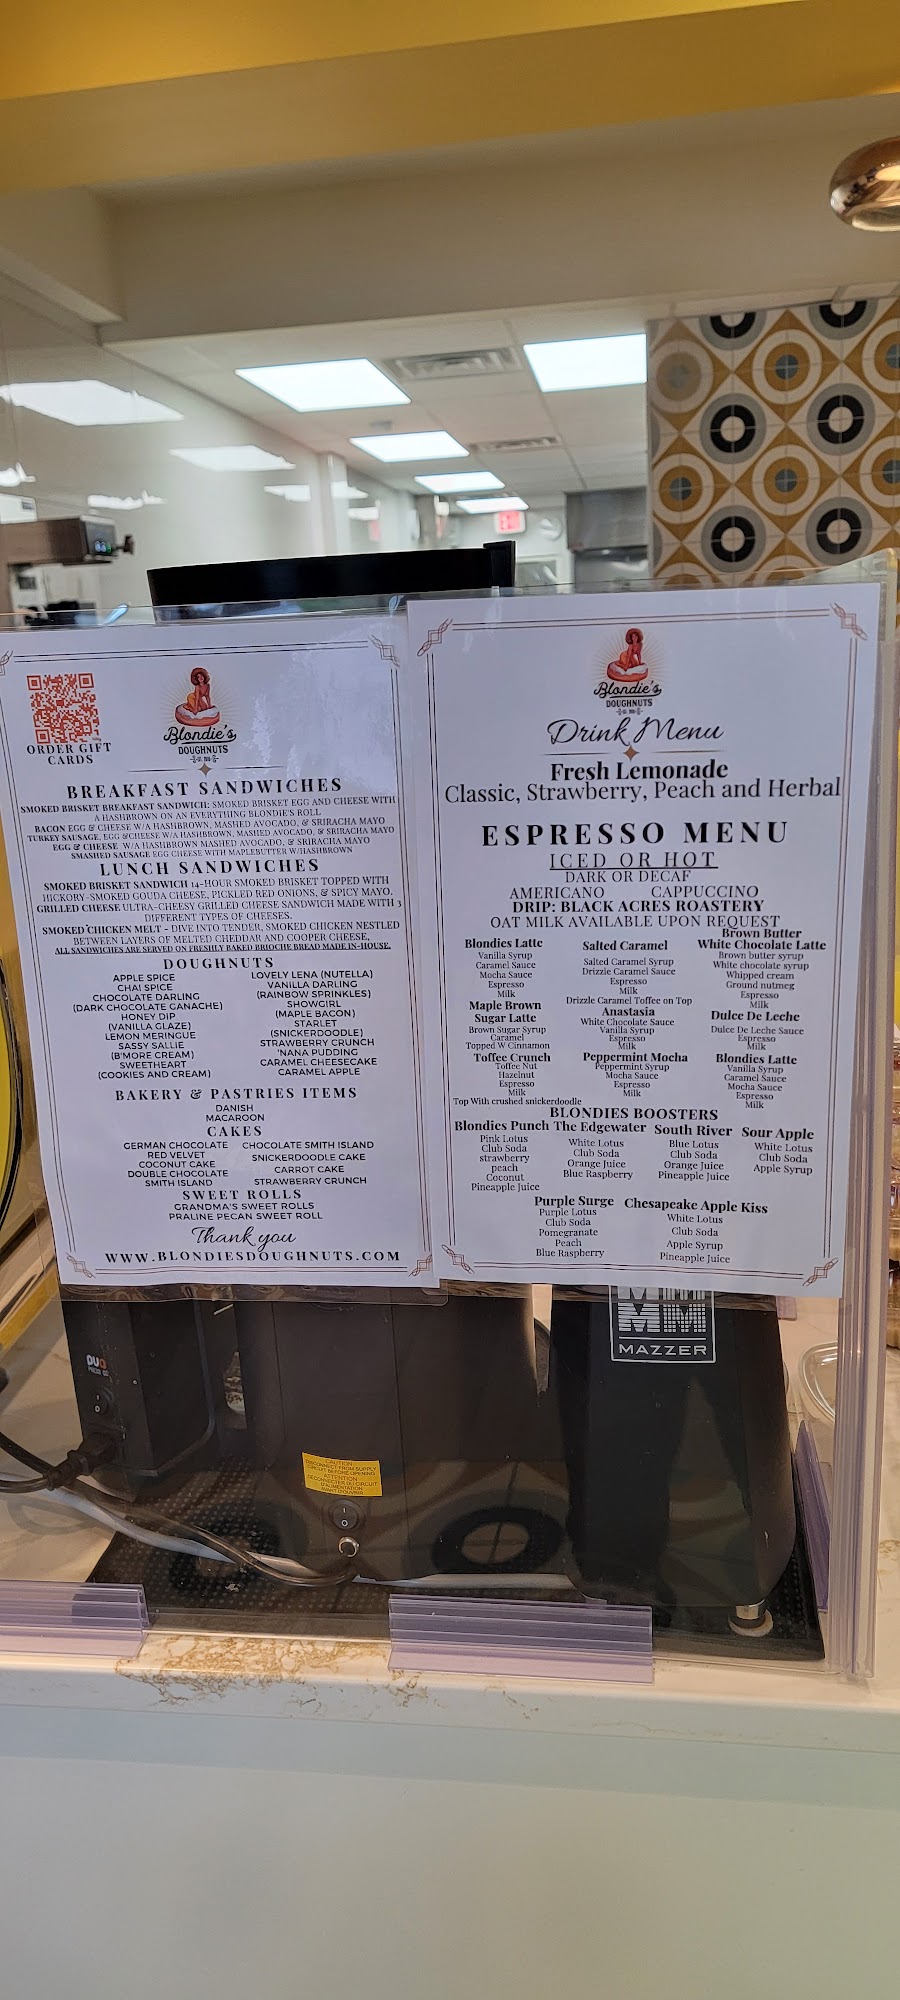 ORDER GIFT
CARDS
Blondie's
DOUGHNUTS
BREAKFAST SANDWICHES
SMOKED BRISKET BREAKFAST SANDWICH: SMOKED BRISKET EGG AND CHEESE WITH
A HASHBROWN ON AN EVERYTHING BLONDIE'S ROLL
BACON EGG & CHEESE W/A HASHBROWN, MASHED AVOCADO, & SRIRACHA MAYO
TURKEY SAUSAGE, EGG &CHEESE W/A HASHBROWN, MASHED AVOCADO, & SRIRACHA MAYO
EGG & CHEESE W/A HASHBROWN MASHED AVOCADO, & SRIRACHA MAYO
SMASHED SAUSAGE EGG CHEESE WITH MAPLEBUTTER W/HASHBROWN
LUNCH SANDWICHES
SMOKED BRISKET SANDWICH 14-HOUR SMOKED BRISKET TOPPED WITH
HICKORY-SMOKED GOUDA CHEESE, PICKLED RED ONIONS, & SPICY MAYO.
GRILLED CHEESE ULTRA-CHEESY GRILLED CHEESE SANDWICH MADE WITH 3
DIFFERENT TYPES OF CHEESES.
SMOKED CHICKEN MELT - DIVE INTO TENDER, SMOKED CHICKEN NESTLED
BETWEEN LAYERS OF MELTED CHEDDAR AND COOPER CHEESE,
ALL SANDWICHES ARE SERVED ON FRESHLY BAKED BRIOCHE BREAD MADE IN-HOUSE.
DOUGHNUTS
APPLE SPICE
CHAI SPICE
CHOCOLATE DARLING
(DARK CHOCOLATE GANACHE)
HONEY DIP
(VANILLA GLAZE)
LEMON MERINGUE
SASSY SALLIE
(B'MORE CREAM)
SWEETHEART
(COOKIES AND CREAM)
LOVELY LENA (NUTELLA)
VANILLA DARLING
(RAINBOW SPRINKLES)
SHOWGIRL
(MAPLE BACON)
STARLET
(SNICKERDOODLE)
STRAWBERRY CRUNCH
'NANA PUDDING
CARAMEL CHEESECAKE
CARAMEL APPLE
BAKERY & PASTRIES ITEMS
DANISH
MACAROON
CAKES
GERMAN CHOCOLATE
RED VELVET
COCONUT CAKE
DOUBLE CHOCOLATE
SMITH ISLAND
CHOCOLATE SMITH ISLAND
SNICKERDOODLE CAKE
CARROT CAKE
STRAWBERRY CRUNCH
SWEET ROLLS
GRANDMA'S SWEET ROLLS
PRALINE PECAN SWEET ROLL
Thank you
WWW.BLONDIESDOUGHNUTS.COM
Blondie's
DOUGHNUTS
Drink Menu
Fresh Lemonade
Classic, Strawberry, Peach and Herbal
ESPRESSO MENU
ICED OR HOT
DARK OR DECAF
AMERICANO CAPPUCCINO
DRIP: BLACK ACRES ROASTERY
OAT MILK AVAILABLE UPON REQUEST
Blondies Latte
Vanilla Syrup
Caramel Sauce
Mocha Sauce
Espresso
Milk
Salted Caramel
Salted Caramel Syrup
Drizzle Caramel Sauce
Espresso
Milk
Drizzle Caramel Toffee on Top
Brown Butter
White Chocolate Latte
Brown butter syrup
White chocolate syrup
Whipped cream
Ground nutmeg
Espresso
Milk
Maple Brown
Sugar Latte
Brown Sugar Syrup
Caramel
Topped W Cinnamon
Anastasia
White Chocolate Sauce
Vanilla Syrup
Espresso
Milk
Dulce De Leche
Dulce De Leche Sauce
Espresso
Milk
Toffee Crunch
Toffee Nut
Hazelnut
Espresso
Milk
Top With crushed snickerdoodle
Peppermint Mocha
Peppermint Syrup
Mocha Sauce
Espresso
Milk
Blondies Latte
Vanilla Syrup
Caramel Sauce
Mocha Sauce
Espresso
Milk
BLONDIES BOOSTERS
Blondies Punch
Pink Lotus
Club Soda
strawberry
peach
Coconut
Pineapple Juice
The Edgewater
White Lotus
Club Soda
Orange Juice
Blue Raspberry
South River
Blue Lotus
Club Soda
Orange Juice
Pineapple Juice
Sour Apple
White Lotus
Club Soda
Apple Syrup
Purple Surge
Purple Lotus
Club Soda
Pomegranate
Peach
Blue Raspberry
Chesapeake Apple Kiss
White Lotus
Club Soda
Apple Syrup
Pineapple Juice
MAZZER
DUO
CAUTION
DISCONNECT FROM SUPPLY
CIRCUIT BEFORE OPENING
ATTENTION
DECONNECTER DU CIRCUIT
D'ALIMENTATION
AVANT D'OUVRIR